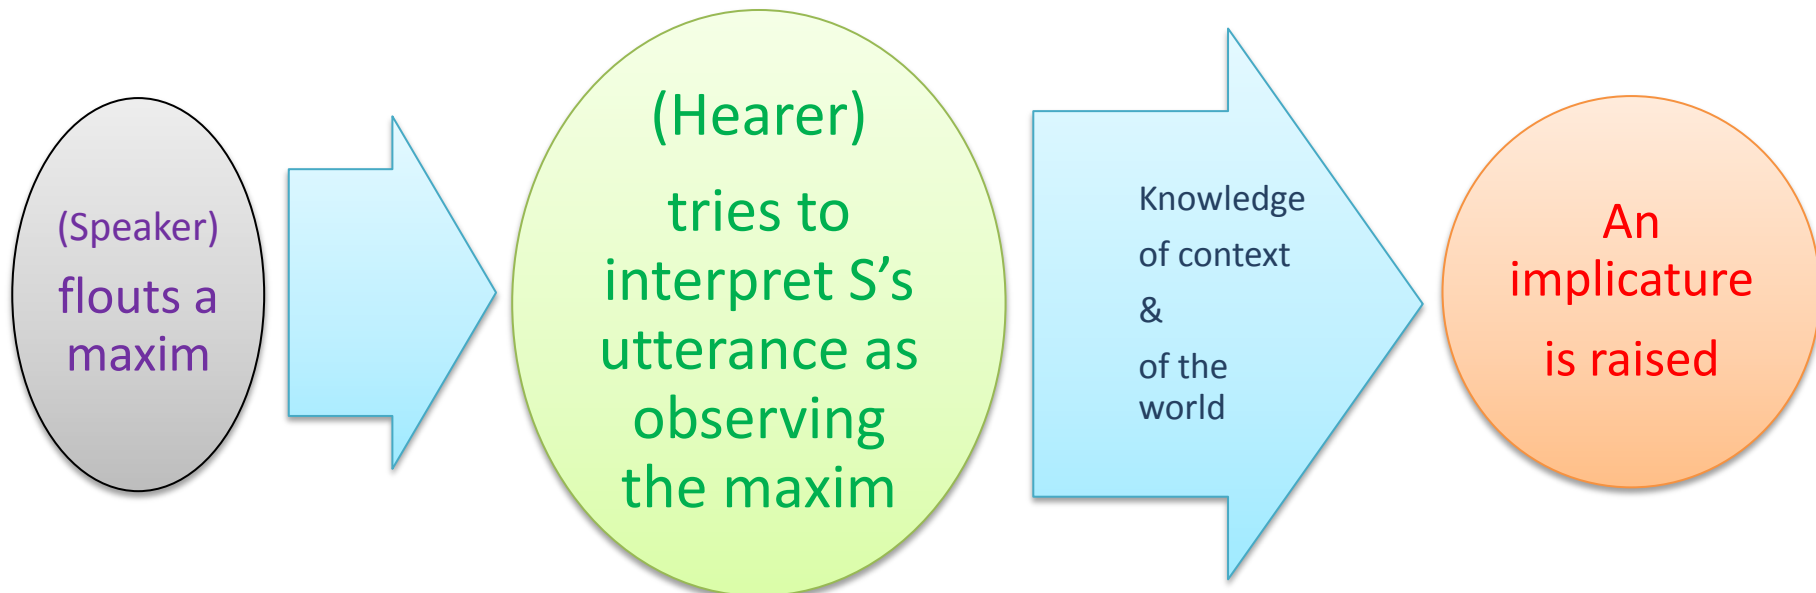 (Speaker)
flouts a
maxim
(Hearer)
tries to
interpret S’s
utterance as
observing
the maxim
Knowledge
of context
&
of the
world
An
implicature
is raised